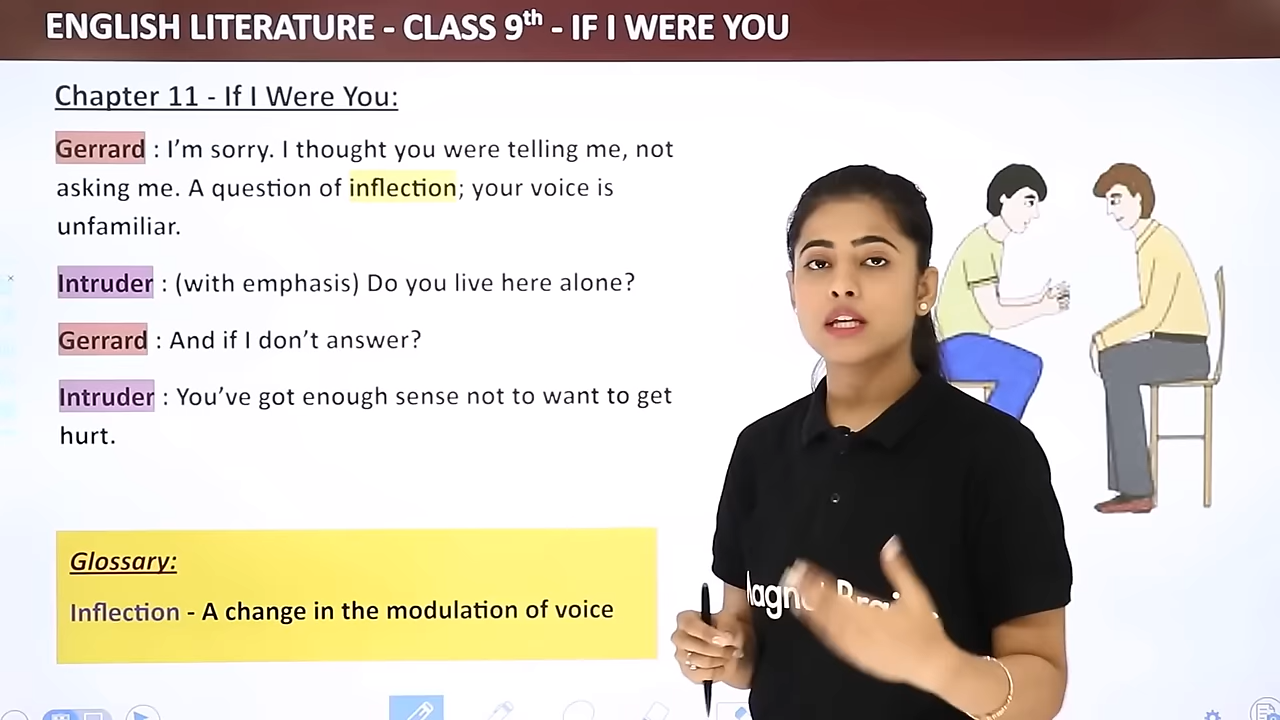 ENGLISH LITERATURE - CLASS 9th - IF I WERE YOU
Chapter 11 - If I Were You:
Gerrard : I’m sorry. I thought you were telling me, not
asking me. A question of inflection; your voice is
unfamiliar.
Intruder : (with emphasis) Do you live here alone?
Gerrard : And if I don’t answer?
Intruder : You’ve got enough sense not to want to get
hurt.
Glossary:
Inflection - A change in the modulation of voice